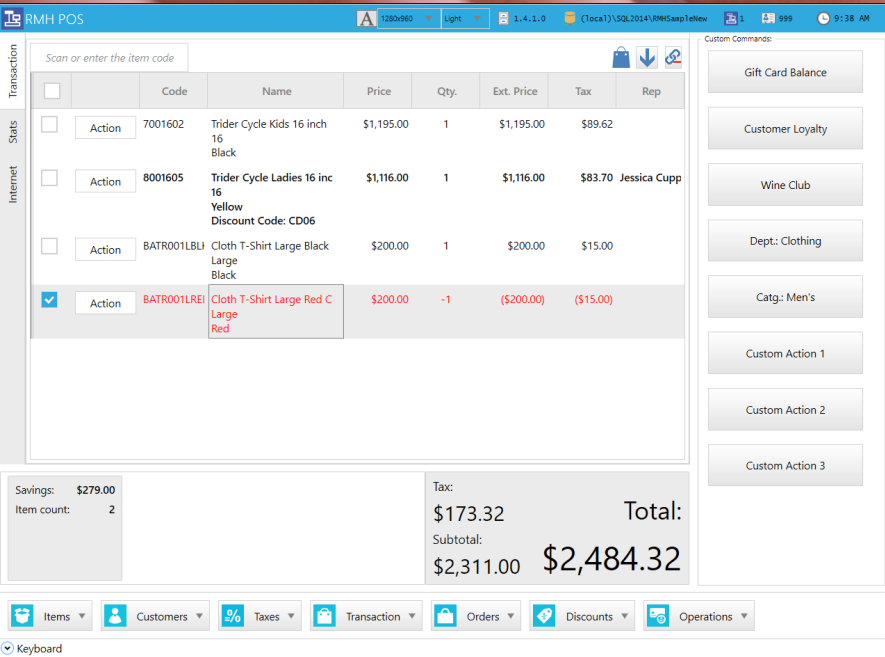 RMH POS
A 1280x960 Light 1.4.1.0 (local)\SQL2014\RMHSampleNew 1 999 9:38 AM
Transaction
Stats
Internet
Scan or enter the item code
Code Name Price Qty. Ext. Price Tax Rep
Action 7001602 Trider Cycle Kids 16 inch $1,195.00 1 $1,195.00 $89.62
16
Black
Action 8001605 Trider Cycle Ladies 16 inc $1,116.00 1 $1,116.00 $83.70 Jessica Cupp
16
Yellow
Discount Code: CD06
Action BATR001LBLK Cloth T-Shirt Large Black $200.00 1 $200.00 $15.00
Large
Black
Action BATR001LREI Cloth T-Shirt Large Red C $200.00 -1 ($200.00) ($15.00)
Large
Red
Custom Commands:
Gift Card Balance
Customer Loyalty
Wine Club
Dept.: Clothing
Catg.: Men's
Custom Action 1
Custom Action 2
Custom Action 3
Savings: $279.00
Item count: 2
Tax:
$173.32
Subtotal:
$2,311.00
Total:
$2,484.32
Items Customers Taxes Transaction Orders Discounts Operations
Keyboard